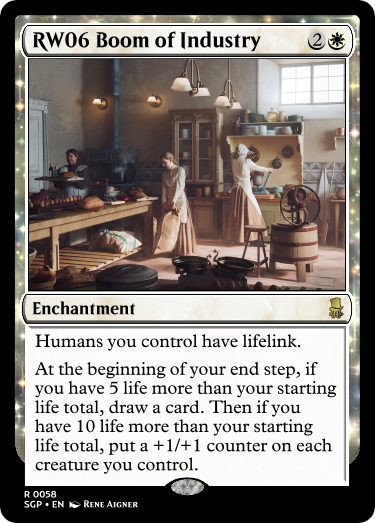 RW06 Boom of Industry 2
Enchantment
Humans you control have lifelink.
At the beginning of your end step, if
you have 5 life more than your starting
life total, draw a card. Then if you
have 10 life more than your starting
life total, put a +1/+1 counter on each
creature you control.
R 0058
SGP • EN Rene Aigner